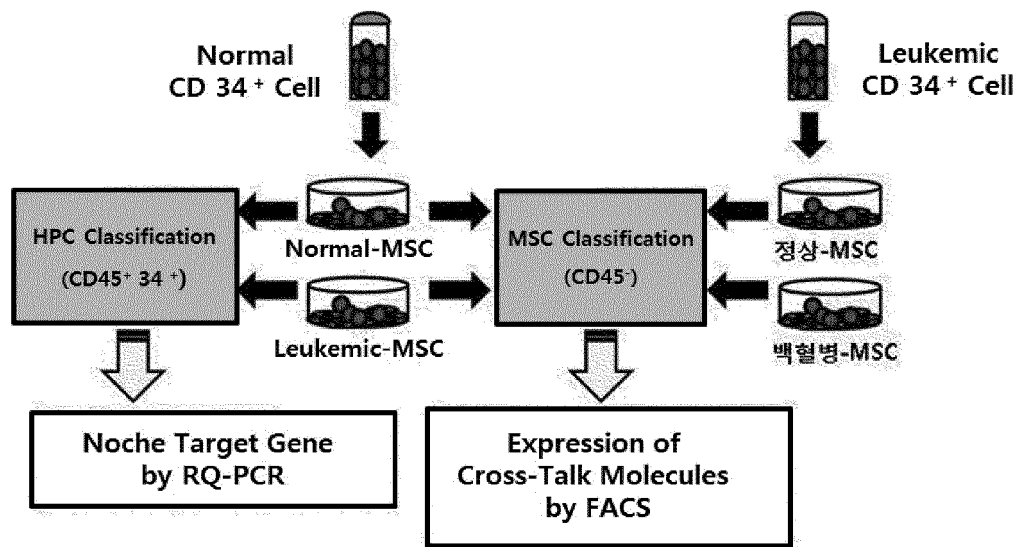 Normal
CD 34 + Cell
Leukemic
CD 34 + Cell
HPC Classification
(CD45+ 34 +)
Normal-MSC
Leukemic-MSC
MSC Classification
(CD45-)
정상-MSC
백혈병-MSC
Noche Target Gene
by RQ-PCR
Expression of
Cross-Talk Molecules
by FACS